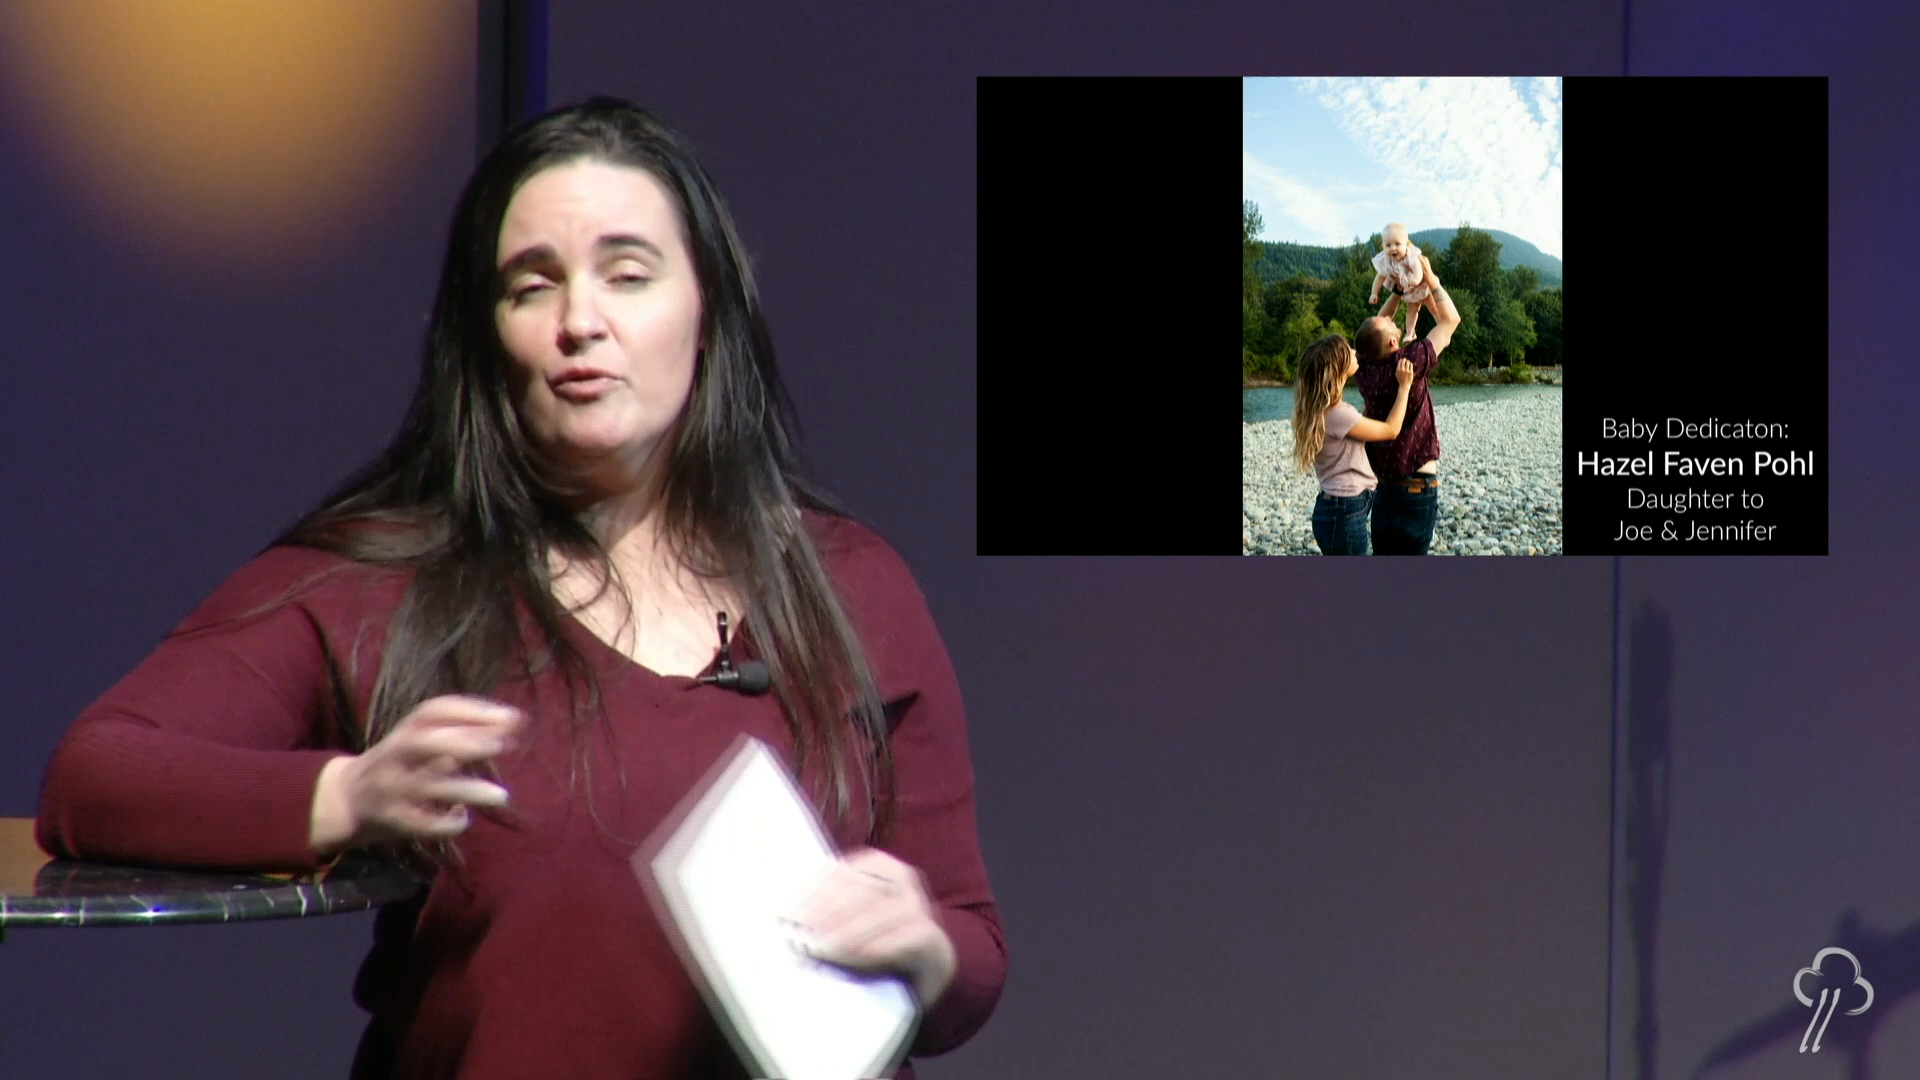 Baby Dedicaton:
Hazel Faven Pohl
Daughter to
Joe & Jennifer